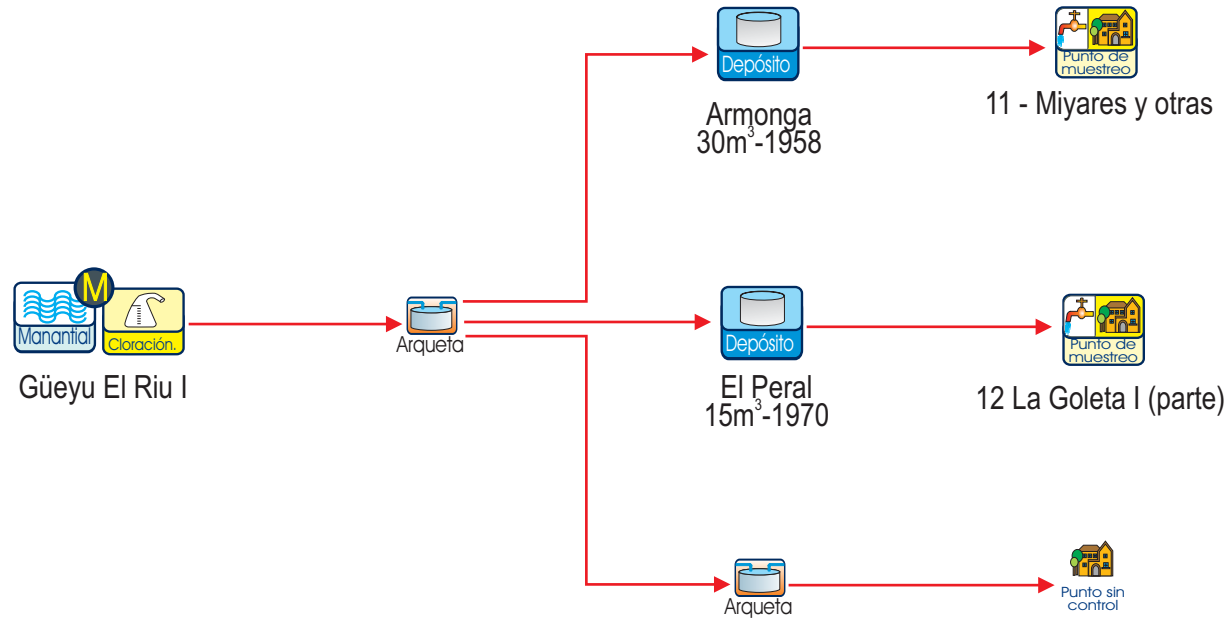 Depósito
Armonga
30m³-1958
Punto de
muestreo
11 - Miyares y otras
M
Manantial
Cloración.
Güeyu El Riu I
Arqueta
Depósito
El Peral
15m³-1970
Punto de
muestreo
12 La Goleta I (parte)
Arqueta
Punto sin
control